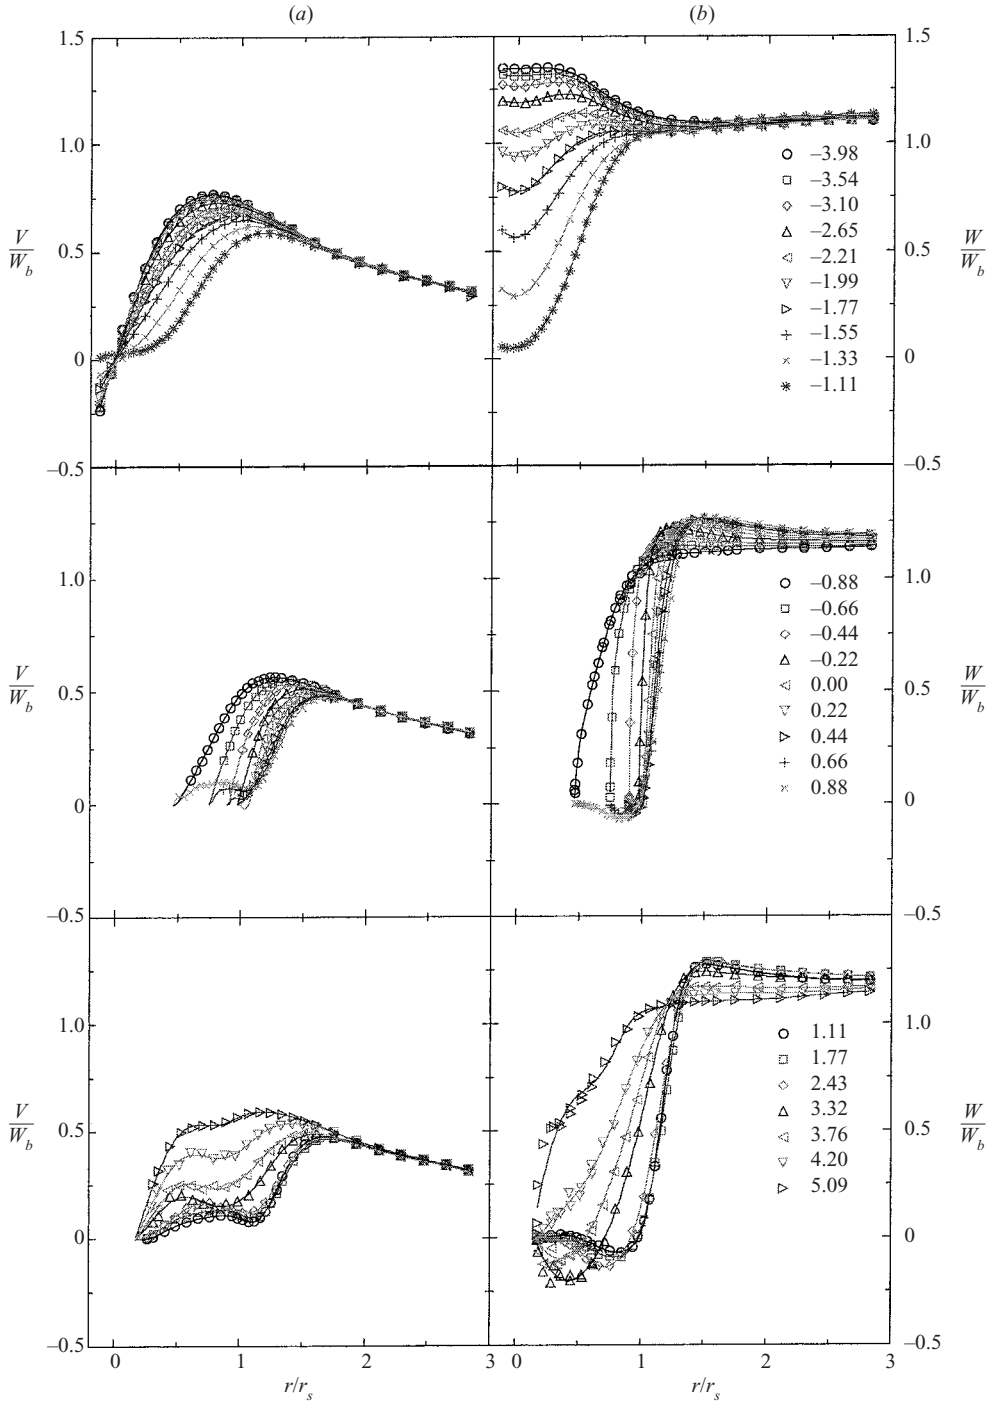 (a)
(b)
1.5
1.0
0.5
0
–0.5
V
W_b
1.5
1.0
0.5
0
–0.5
W
W_b
–3.98
–3.54
–3.10
–2.65
–2.21
–1.99
–1.77
–1.55
–1.33
–1.11
1.0
0.5
0
–0.5
V
W_b
1.0
0.5
0
–0.5
W
W_b
–0.88
–0.66
–0.44
–0.22
0.00
0.22
0.44
0.66
0.88
1.0
0.5
0
–0.5
V
W_b
1.0
0.5
0
–0.5
W
W_b
1.11
1.77
2.43
3.32
3.76
4.20
5.09
0 1 2 3
0 1 2 3
r/r_s
r/r_s